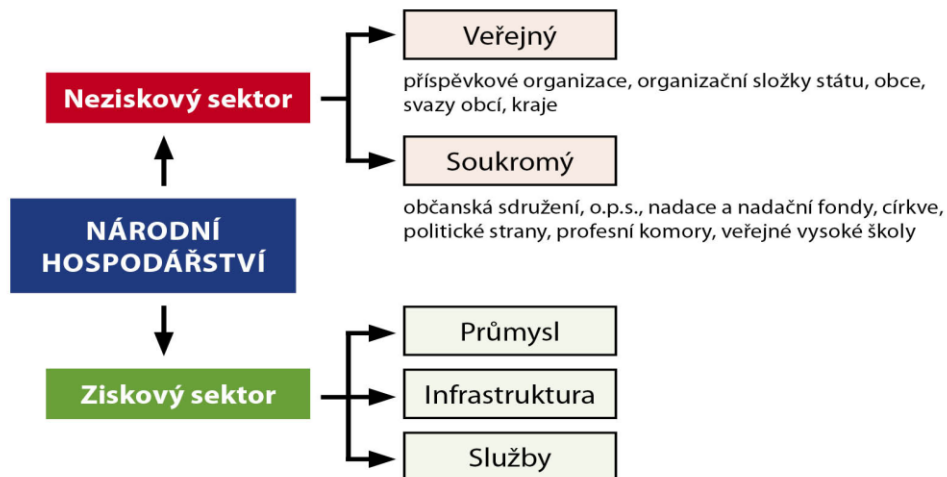 Veřejný
příspěvkové organizace, organizační složky státu, obce,
svazy obcí, kraje
Neziskový sektor
Soukromý
občanská sdružení, o.p.s., nadace a nadační fondy, církve,
politické strany, profesní komory, veřejné vysoké školy
NÁRODNÍ
HOSPODÁŘSTVÍ
Průmysl
Ziskový sektor
Infrastruktura
Služby